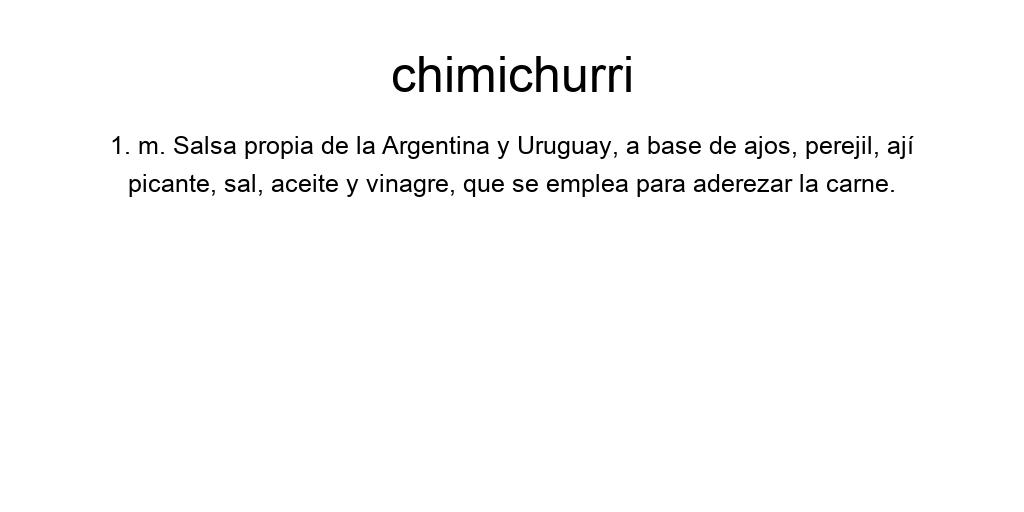 chimichurri
1. m. Salsa propia de la Argentina y Uruguay, a base de ajos, perejil, ají
picante, sal, aceite y vinagre, que se emplea para aderezar la carne.